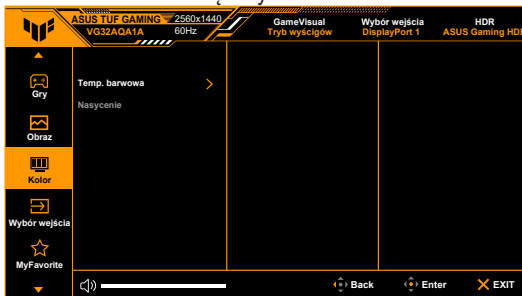 ASUS TUF GAMING 2560x1440
VG32AQA1A 60Hz
GameVisual
Tryb wyścigów
Wybór wejścia
DisplayPort 1
HDR
ASUS Gaming HD
Gry
Temp. barwowa
Nasycenie
Obraz
Kolor
Wybór wejścia
MyFavorite
Back
Enter
EXIT